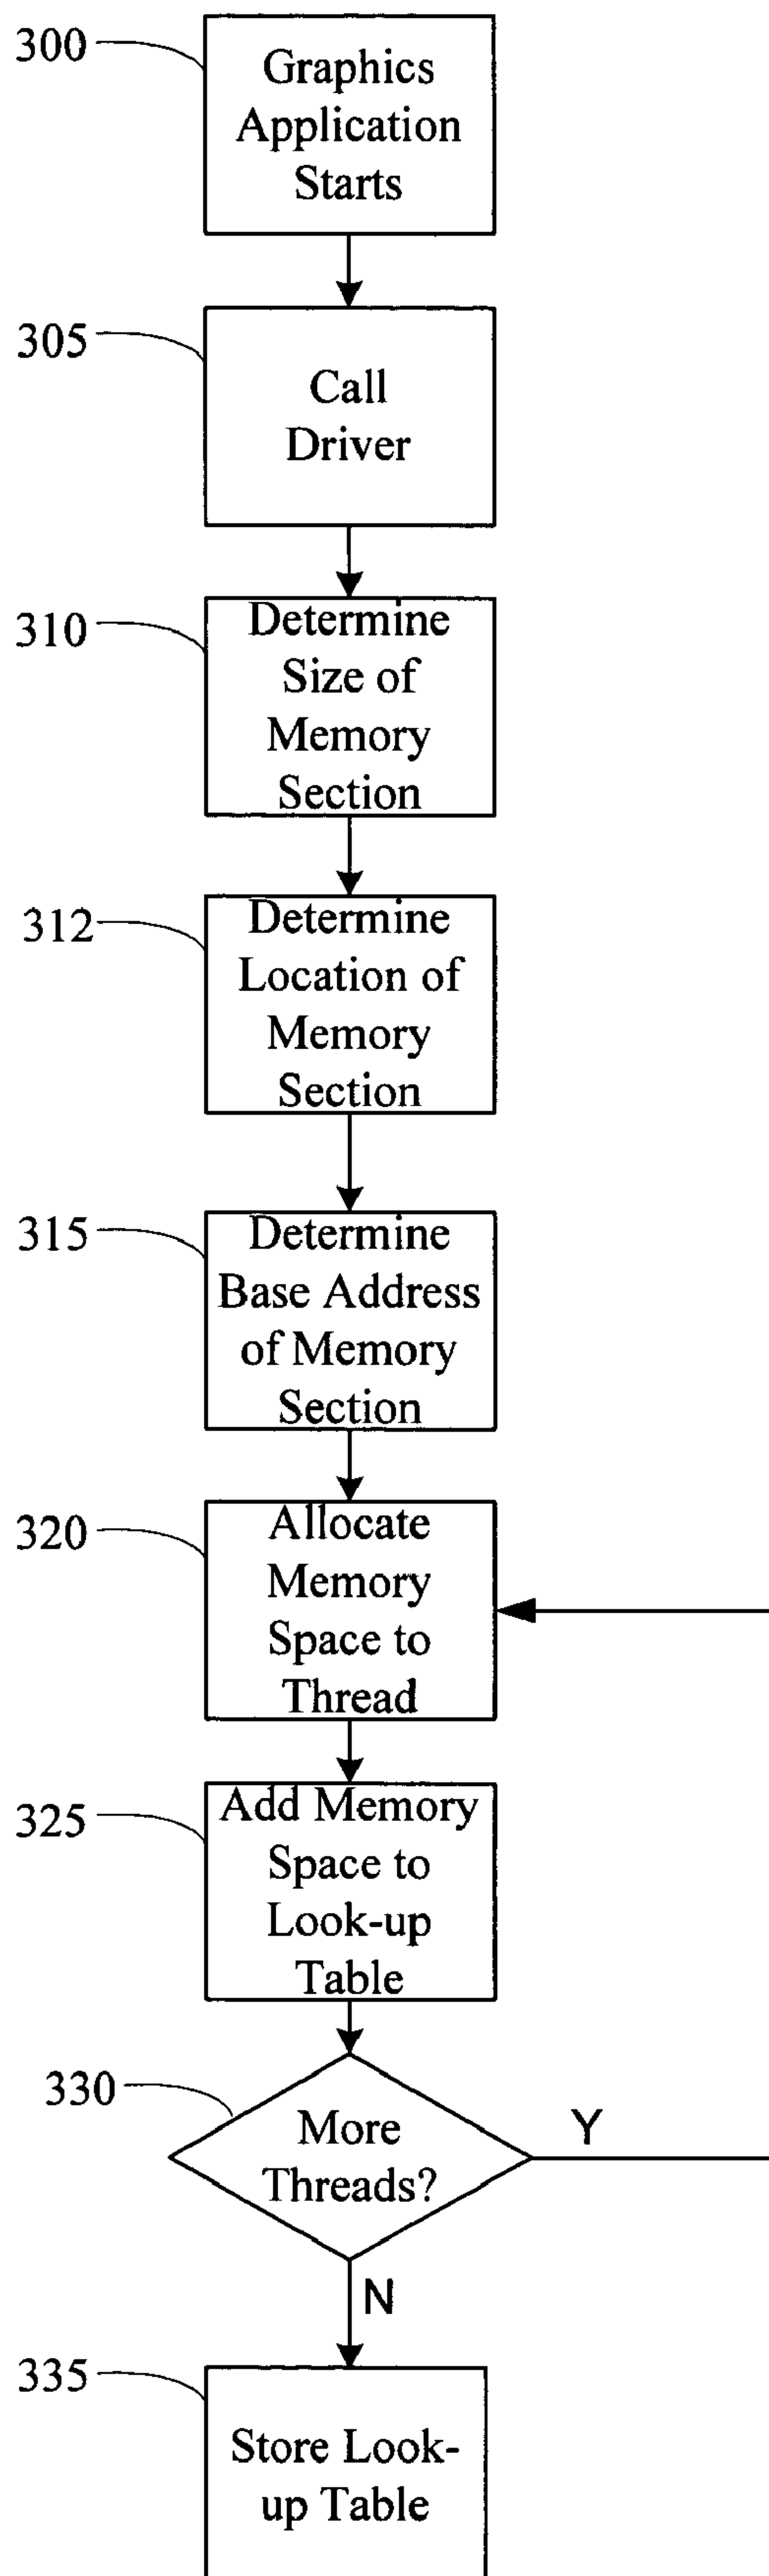 300
Graphics
Application
Starts
305
Call
Driver
310
Determine
Size of
Memory
Section
312
Determine
Location of
Memory
Section
315
Determine
Base Address
of Memory
Section
320
Allocate
Memory
Space to
Thread
325
Add Memory
Space to
Look-up
Table
330
More
Threads?
Y
N
335
Store Look-
up Table